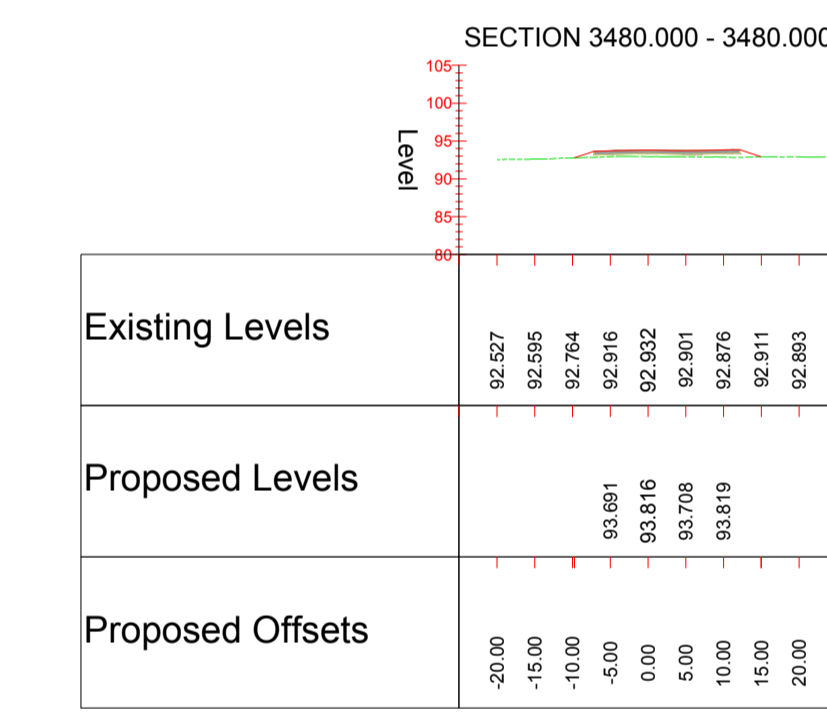 SECTION 3480.000 - 3480.000
105
100
95
90
85
80
Level
Existing Levels
92.527 92.595 92.764 92.916 92.932 92.901 92.876 92.911 92.893
Proposed Levels
93.691 93.816 93.708 93.819
Proposed Offsets
-20.00 -15.00 -10.00 -5.00 0.00 5.00 10.00 15.00 20.00